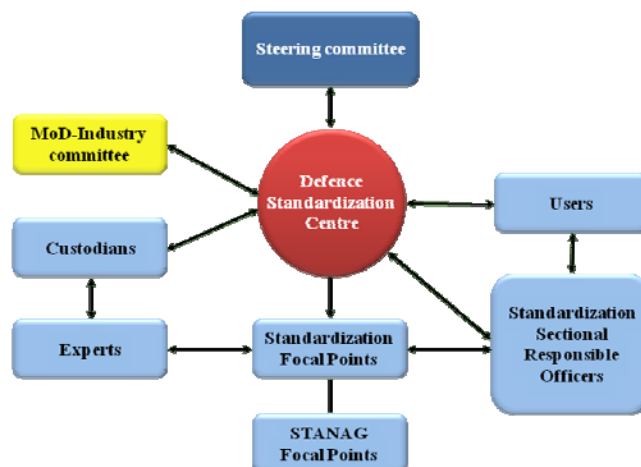 Steering committee
MoD-Industry
committee
Defence
Standardization
Centre
Users
Custodians
Standardization
Sectional
Responsible
Officers
Experts
Standardization
Focal Points
STANAG
Focal Points